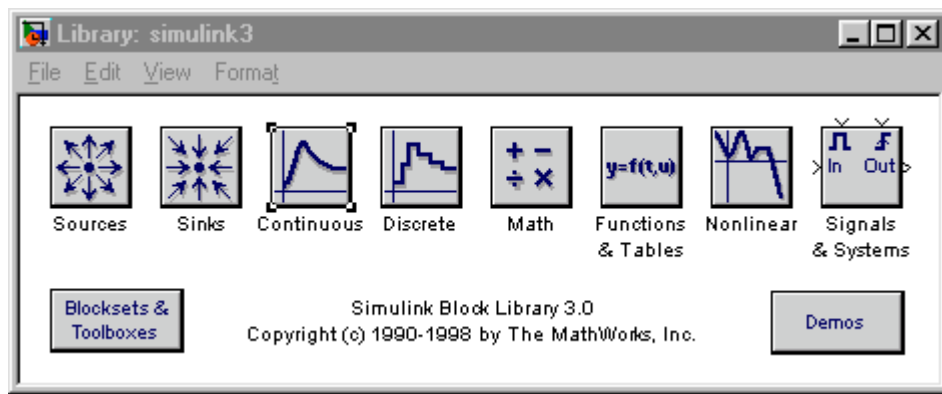 Library: simulink3
File Edit View Format
y=f(t,u)
In Out
Sources Sinks Continuous Discrete Math Functions & Tables Nonlinear Signals & Systems
Blocksets & Toolboxes
Simulink Block Library 3.0
Copyright (c) 1990-1998 by The MathWorks, Inc.
Demos